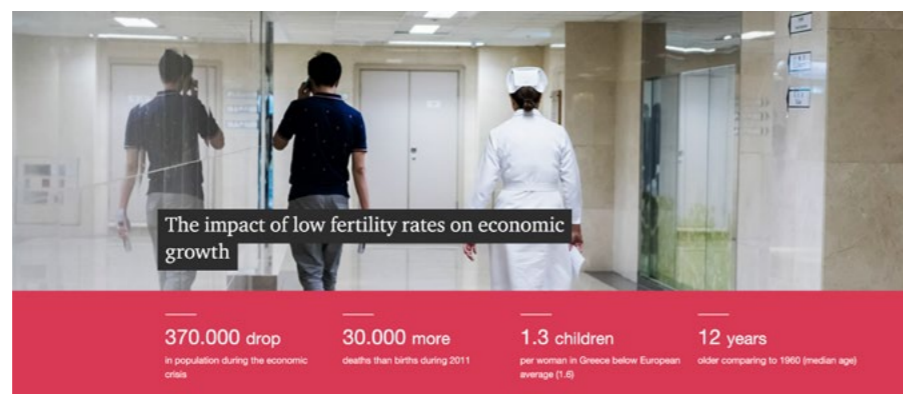 The impact of low fertility rates on economic
growth
370.000 drop
in population during the economic
crisis
30.000 more
deaths than births during 2011
1.3 children
per woman in Greece below European
average (1.6)
12 years
older comparing to 1960 (median age)